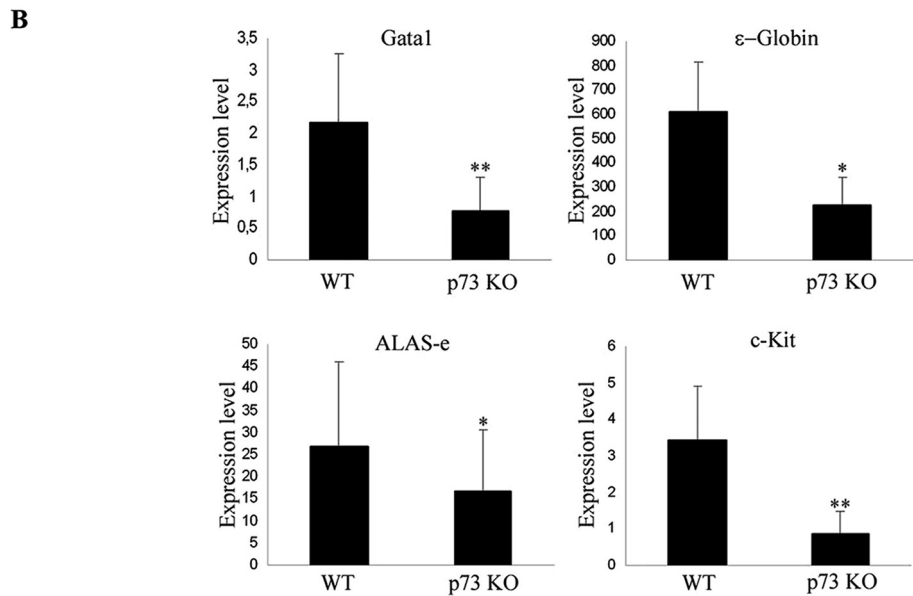 B
Gata1
Expression level
3,5
3
2,5
2
1,5
1
0,5
0
**
WT
p73 KO
ε–Globin
Expression level
900
800
700
600
500
400
300
200
100
0
*
WT
p73 KO
ALAS-e
Expression level
50
45
40
35
30
25
20
15
10
5
0
*
WT
p73 KO
c-Kit
Expression level
6
5
4
3
2
1
0
**
WT
p73 KO